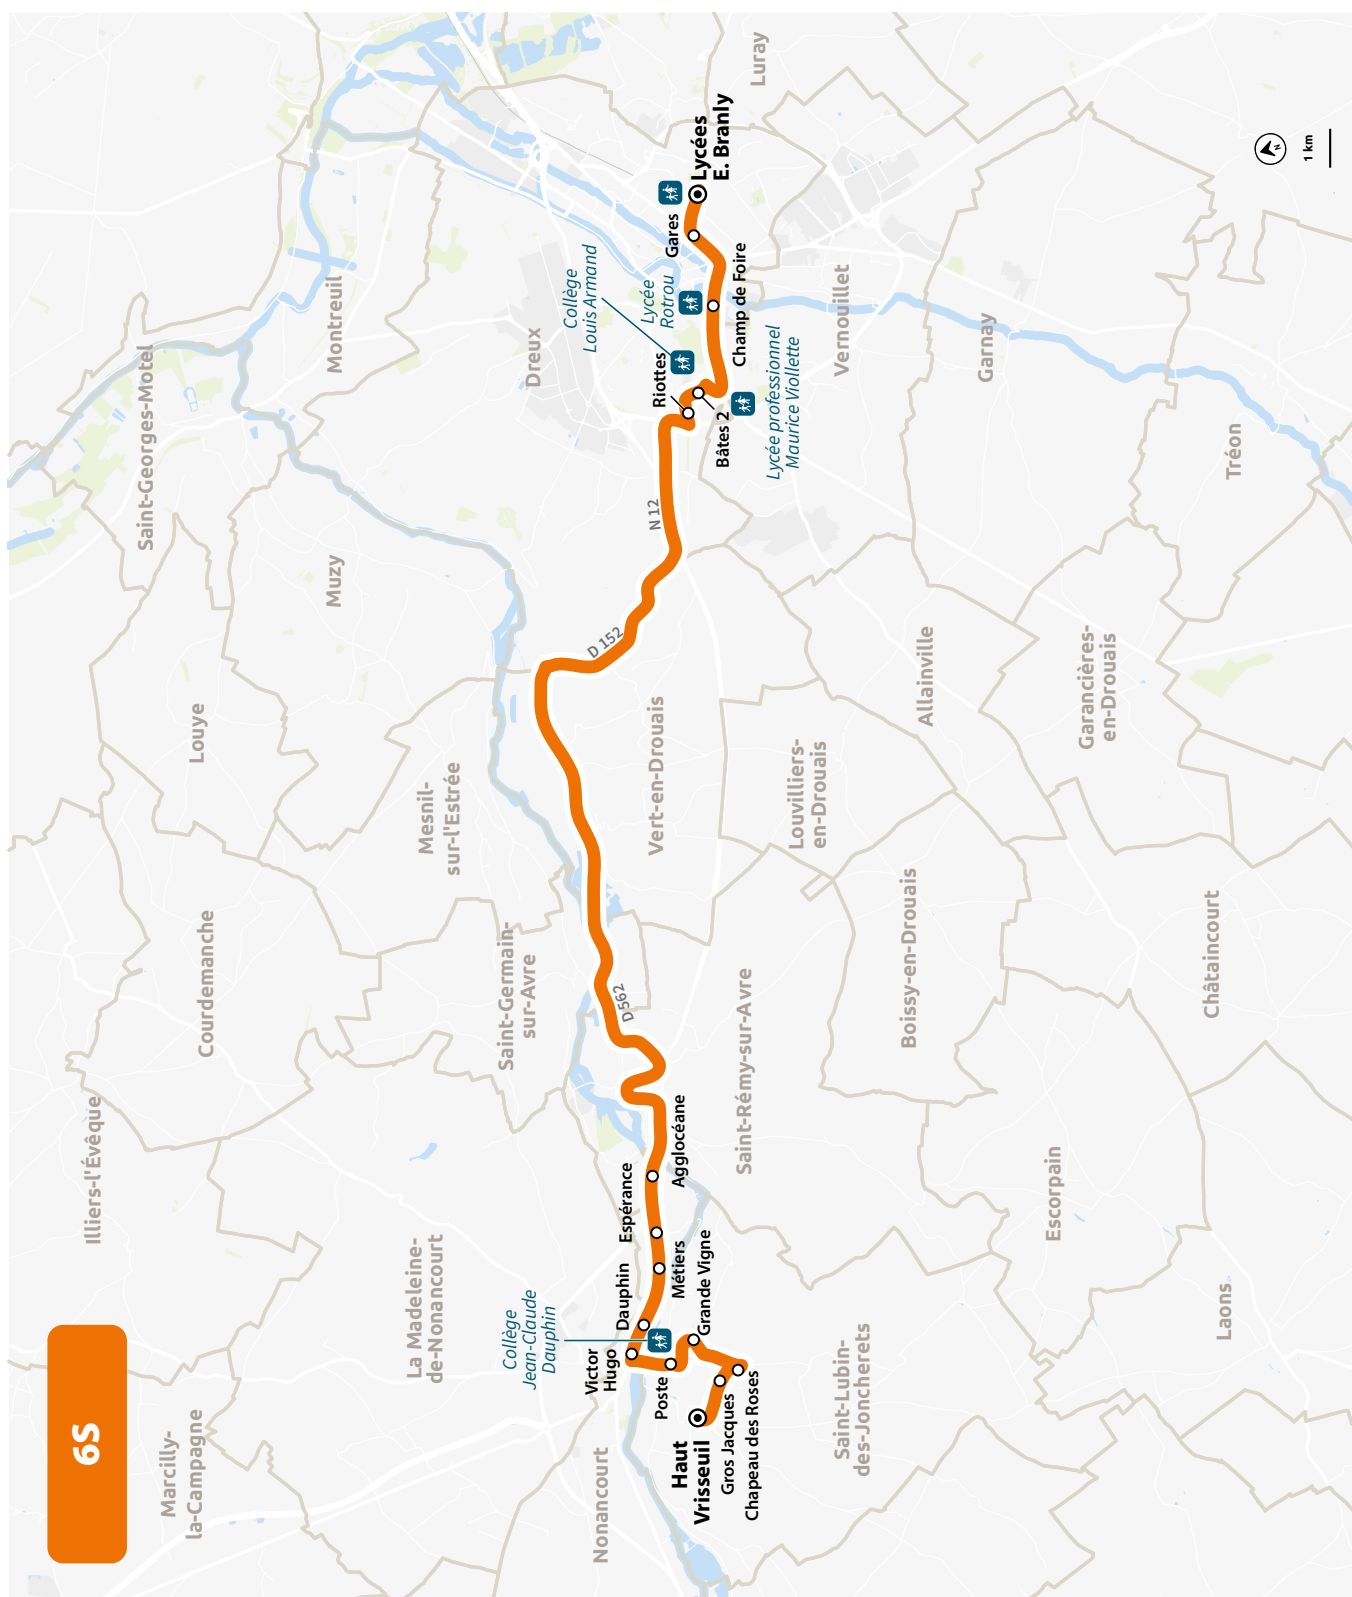 6S
Marcilly-
la-Campagne
Illiers-l'Évêque
Courdemanche
Louye
Saint-Georges-Motel
Muzy
Montreuil
La Madeleine-
de-Nonancourt
Mesnil-
sur-l'Estrée
Saint-Germain-
sur-Avre
Dreux
Luray
Nonancourt
Vert-en-Drouais
Saint-Rémy-sur-Avre
Saint-Lubin-
des-Joncherets
Louvilliers-
en-Drouais
Vernouillet
Boissy-en-Drouais
Allainville
Garnay
Escorpain
Garancières-
en-Drouais
Laons
Châtaincourt
Tréon
Haut
Vrisseuil
Gros Jacques
Chapeau des Roses
Grande Vigne
Poste
Victor
Hugo
Collège
Jean-Claude
Dauphin
Dauphin
Métiers
Espérance
Agglocéane
D 562
D 152
N 12
Riottes
Bâtes 2
Collège
Louis Armand
Lycée
Rotrou
Lycée professionnel
Maurice Viollette
Champ de Foire
Gares
Lycées
E. Branly
N
1 km